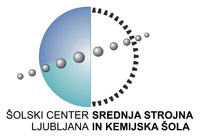 ŠOLSKI CENTER SREDNJA STROJNA
LJUBLJANA IN KEMIJSKA ŠOLA